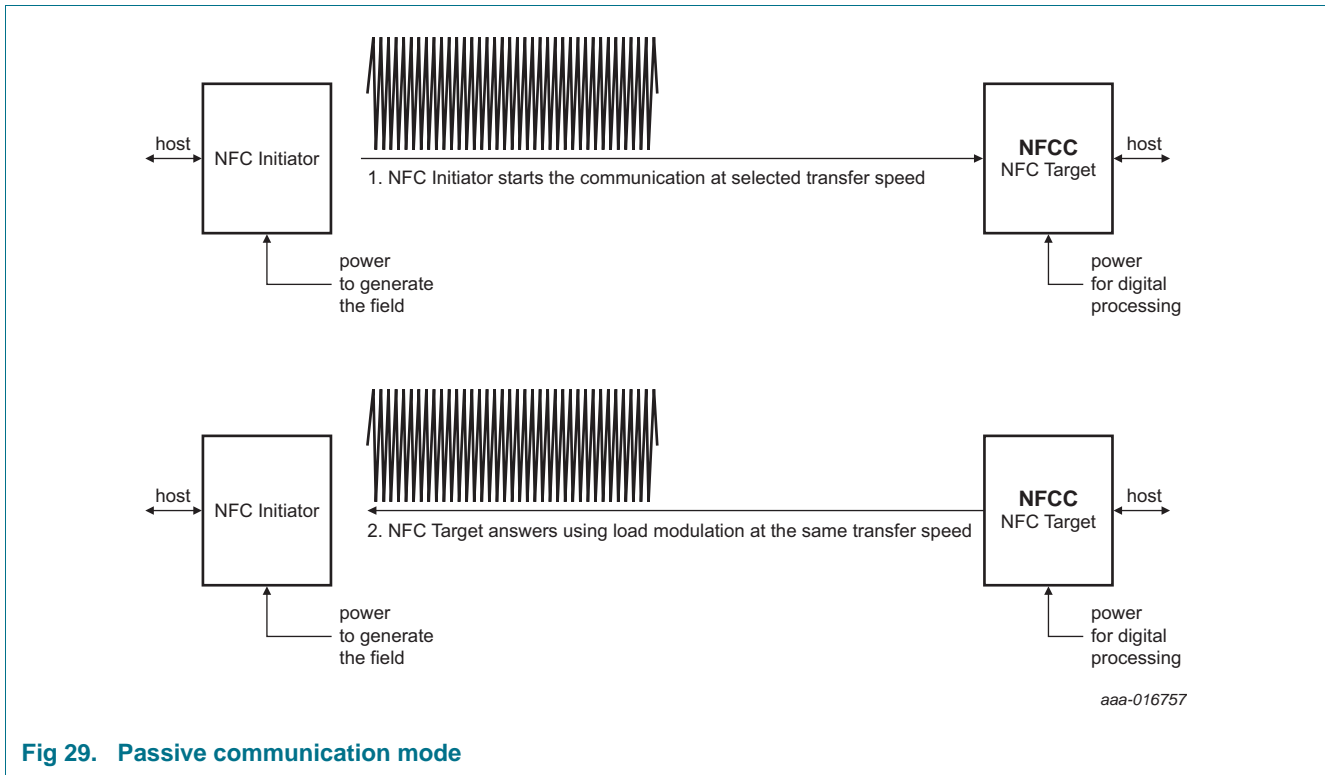 host
NFC Initiator
1. NFC Initiator starts the communication at selected transfer speed
NFCC
NFC Target
host
power
to generate
the field
power
for digital
processing
host
NFC Initiator
2. NFC Target answers using load modulation at the same transfer speed
NFCC
NFC Target
host
power
to generate
the field
power
for digital
processing
aaa-016757
Fig 29. Passive communication mode